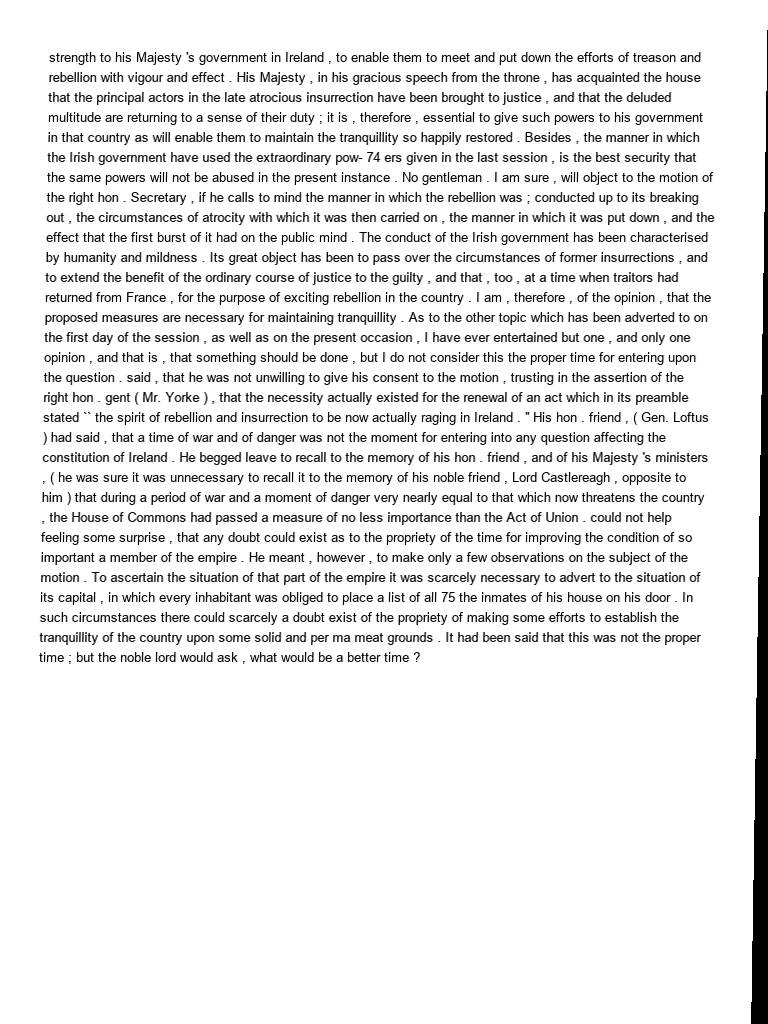 strength to his Majesty 's government in Ireland , to enable them to meet and put down the efforts of treason and
rebellion with vigour and effect . His Majesty , in his gracious speech from the throne , has acquainted the house
that the principal actors in the late atrocious insurrection have been brought to justice , and that the deluded
multitude are returning to a sense of their duty ; it is , therefore , essential to give such powers to his government
in that country as will enable them to maintain the tranquillity so happily restored . Besides , the manner in which
the Irish government have used the extraordinary pow- 74 ers given in the last session , is the best security that
the same powers will not be abused in the present instance . No gentleman . I am sure , will object to the motion of
the right hon . Secretary , if he calls to mind the manner in which the rebellion was ; conducted up to its breaking
out , the circumstances of atrocity with which it was then carried on , the manner in which it was put down , and the
effect that the first burst of it had on the public mind . The conduct of the Irish government has been characterised
by humanity and mildness . Its great object has been to pass over the circumstances of former insurrections , and
to extend the benefit of the ordinary course of justice to the guilty , and that , too , at a time when traitors had
returned from France , for the purpose of exciting rebellion in the country . I am , therefore , of the opinion , that the
proposed measures are necessary for maintaining tranquillity . As to the other topic which has been adverted to on
the first day of the session , as well as on the present occasion , I have ever entertained but one , and only one
opinion , and that is , that something should be done , but I do not consider this the proper time for entering upon
the question . said , that he was not unwilling to give his consent to the motion , trusting in the assertion of the
right hon . gent ( Mr. Yorke ) , that the necessity actually existed for the renewal of an act which in its preamble
stated `` the spirit of rebellion and insurrection to be now actually raging in Ireland . " His hon . friend , ( Gen. Loftus
) had said , that a time of war and of danger was not the moment for entering into any question affecting the
constitution of Ireland . He begged leave to recall to the memory of his hon . friend , and of his Majesty 's ministers
, ( he was sure it was unnecessary to recall it to the memory of his noble friend , Lord Castlereagh , opposite to
him ) that during a period of war and a moment of danger very nearly equal to that which now threatens the country
, the House of Commons had passed a measure of no less importance than the Act of Union . could not help
feeling some surprise , that any doubt could exist as to the propriety of the time for improving the condition of so
important a member of the empire . He meant , however , to make only a few observations on the subject of the
motion . To ascertain the situation of that part of the empire it was scarcely necessary to advert to the situation of
its capital , in which every inhabitant was obliged to place a list of all 75 the inmates of his house on his door . In
such circumstances there could scarcely a doubt exist of the propriety of making some efforts to establish the
tranquillity of the country upon some solid and per ma meat grounds . It had been said that this was not the proper
time ; but the noble lord would ask , what would be a better time ?